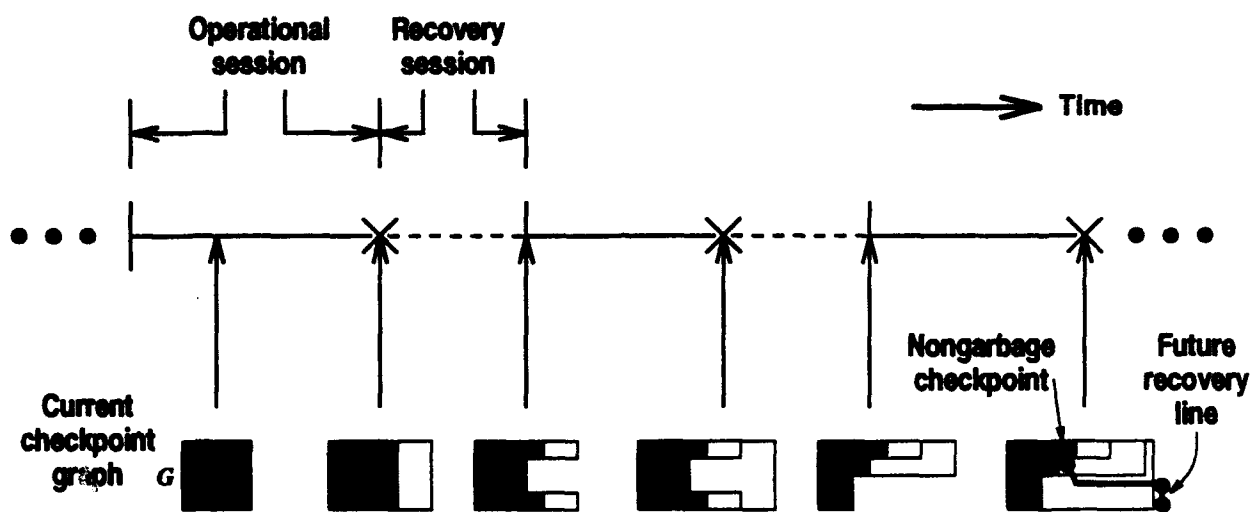 Operational
session
Recovery
session
Time
Nongarbage
checkpoint
Future
recovery
line
Current
checkpoint
graph G